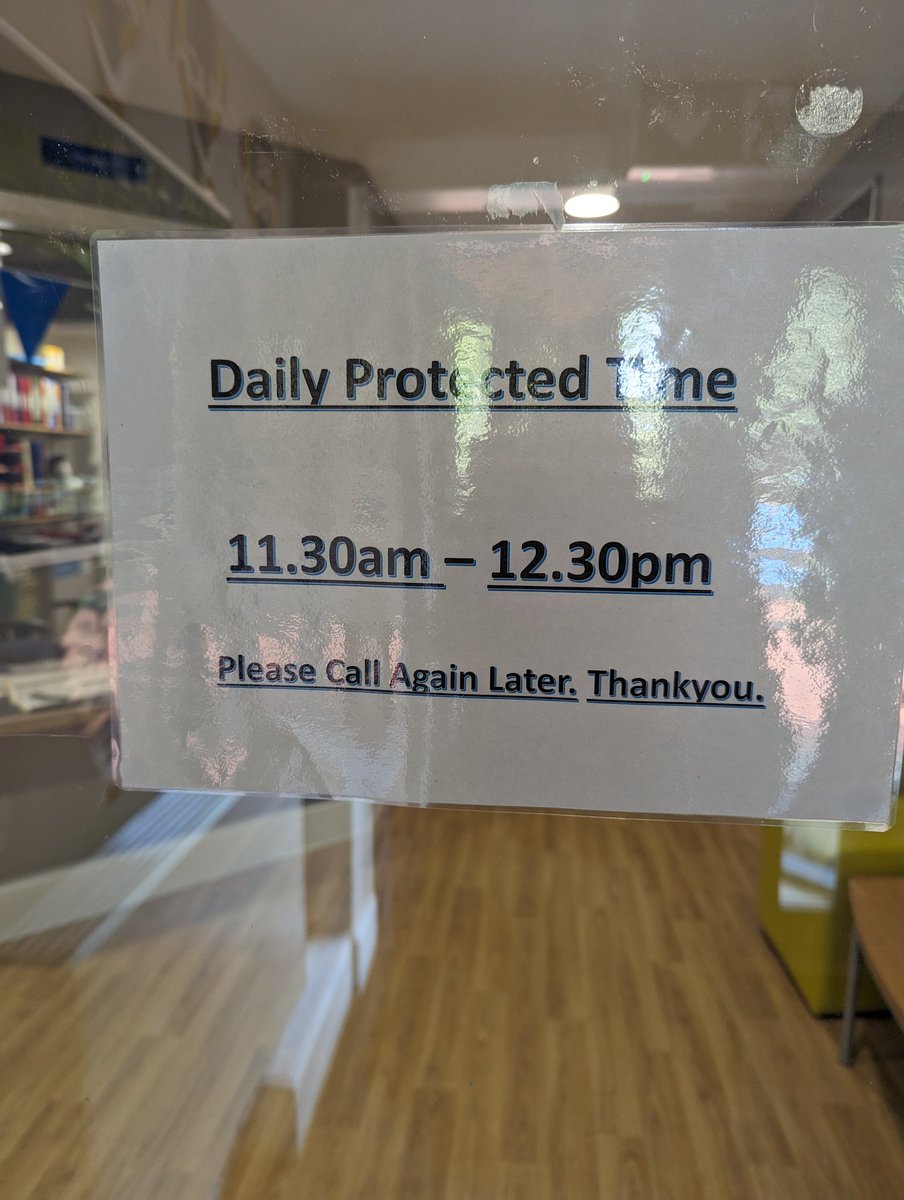 Daily Protected Time
11.30am – 12.30pm
Please Call Again Later. Thankyou.